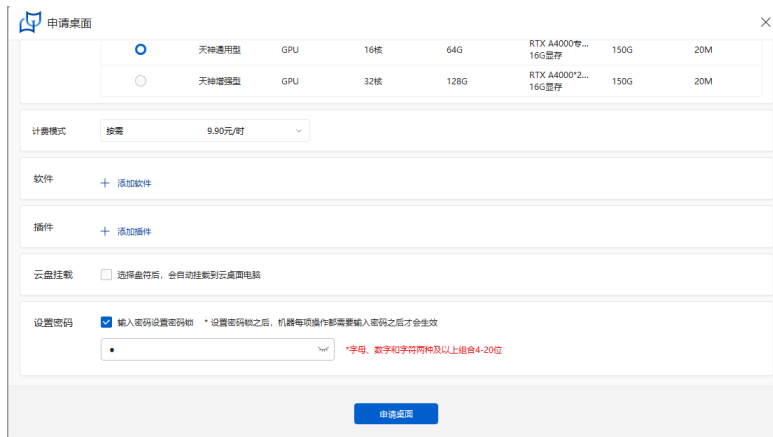 申请桌面
天神通用型 GPU 16核 64G RTX A4000专... 16G显存 150G 20M
天神增强型 GPU 32核 128G RTX A4000*2... 16G显存 150G 20M
计费模式 按需 9.90元/时
软件 添加软件
插件 添加插件
云盘挂载 选择盘符后，会自动挂载到云桌面电脑
设置密码 输入密码设置密码锁 * 设置密码锁之后，机器每项操作都需要输入密码之后才会生效
*字母、数字和字符两种及以上组合4-20位
申请桌面